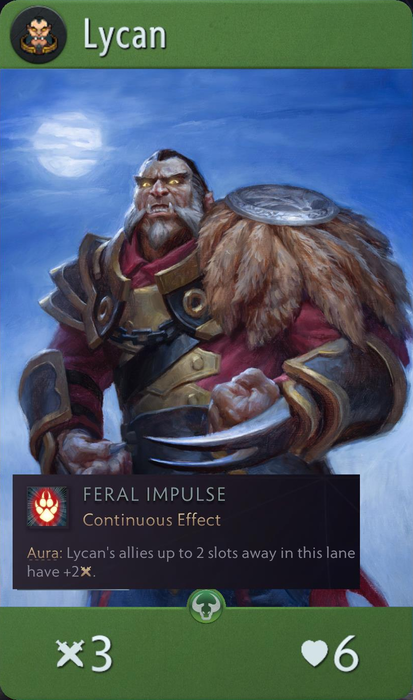 Lycan
FERAL IMPULSE
Continuous Effect
Aura: Lycan's allies up to 2 slots away in this lane
have +2.
3
6